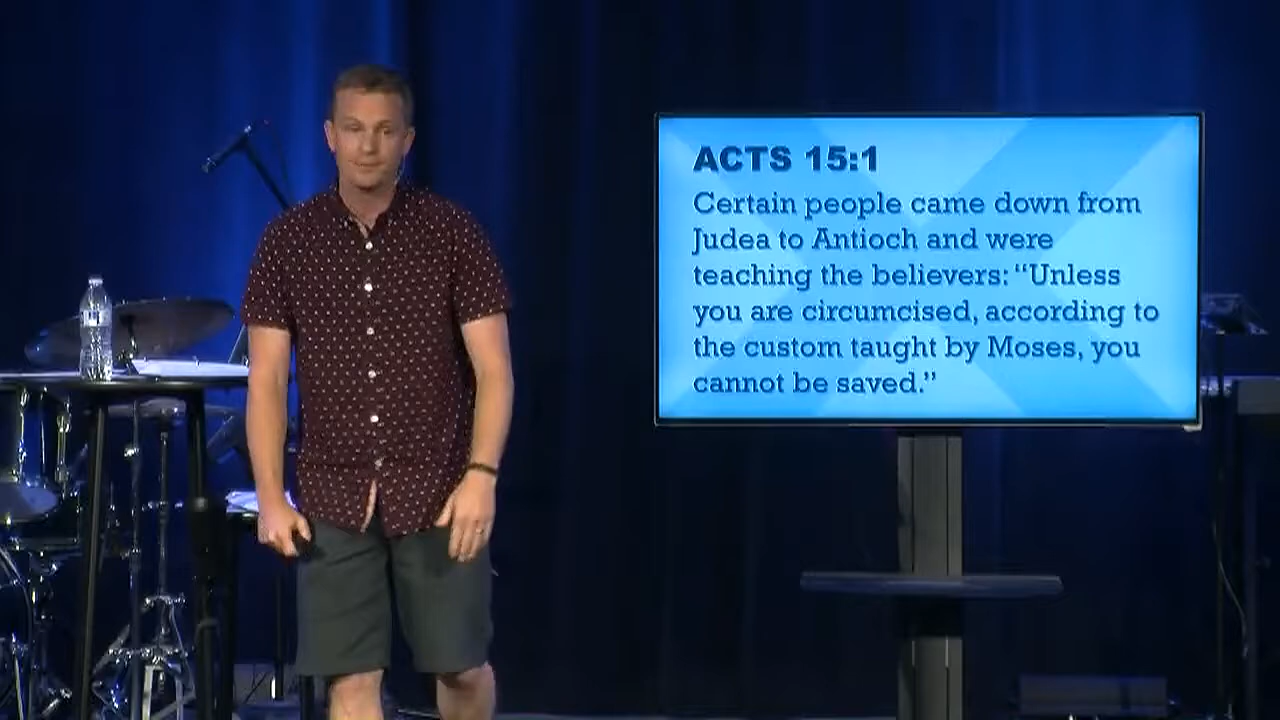 ACTS 15:1
Certain people came down from
Judea to Antioch and were
teaching the believers: “Unless
you are circumcised, according to
the custom taught by Moses, you
cannot be saved.”